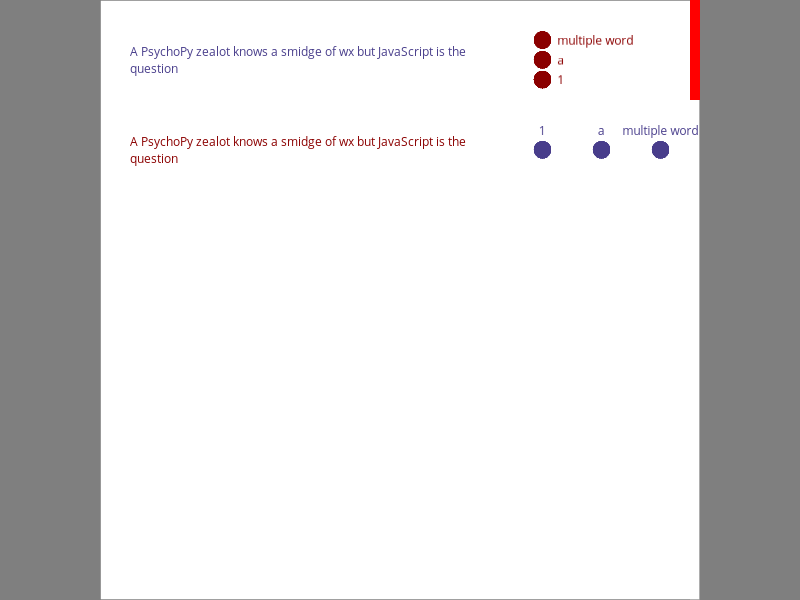 A PsychoPy zealot knows a smidge of wx but JavaScript is the
question
multiple word
a
1
A PsychoPy zealot knows a smidge of wx but JavaScript is the
question
1 a multiple word